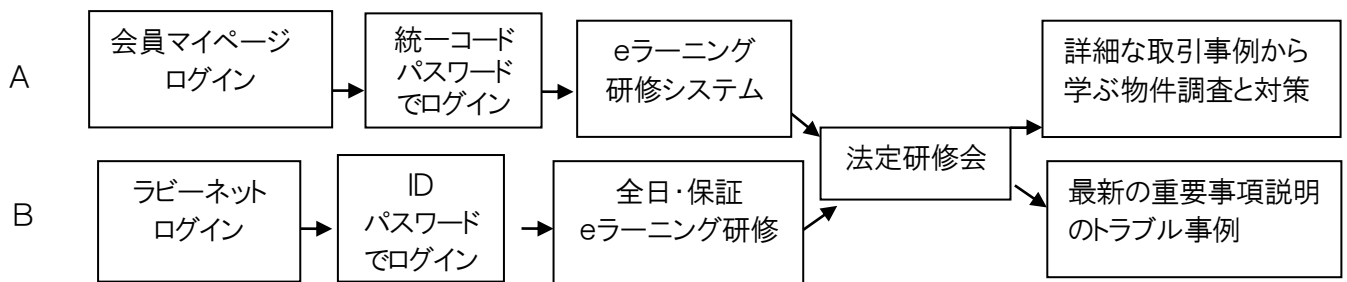 A
会員マイページ
ログイン
統一コード
パスワード
でログイン
eラーニング
研修システム
法定研修会
詳細な取引事例から
学ぶ物件調査と対策
B
ラビーネット
ログイン
ID
パスワード
でログイン
全日・保証
eラーニング研修
最新の重要事項説明
のトラブル事例